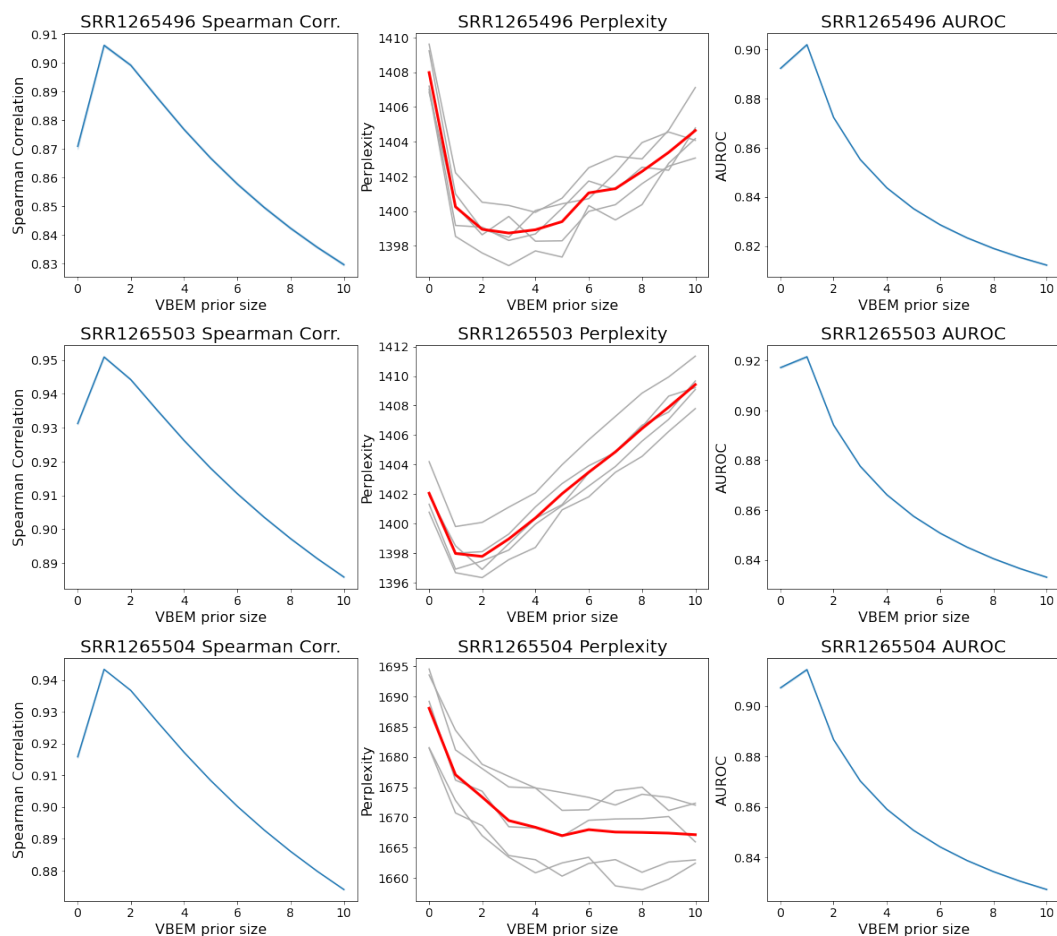 SRR1265496 Spearman Corr.
SRR1265496 Perplexity
SRR1265496 AUROC
Spearman Correlation
0.91
0.90
0.89
0.88
0.87
0.86
0.85
0.84
0.83
0 2 4 6 8 10
VBEM prior size
Perplexity
1410
1408
1406
1404
1402
1400
1398
0 2 4 6 8 10
VBEM prior size
AUROC
0.90
0.88
0.86
0.84
0.82
0 2 4 6 8 10
VBEM prior size
SRR1265503 Spearman Corr.
SRR1265503 Perplexity
SRR1265503 AUROC
Spearman Correlation
0.95
0.94
0.93
0.92
0.91
0.90
0.89
0 2 4 6 8 10
VBEM prior size
Perplexity
1412
1410
1408
1406
1404
1402
1400
1398
1396
0 2 4 6 8 10
VBEM prior size
AUROC
0.92
0.90
0.88
0.86
0.84
0 2 4 6 8 10
VBEM prior size
SRR1265504 Spearman Corr.
SRR1265504 Perplexity
SRR1265504 AUROC
Spearman Correlation
0.94
0.93
0.92
0.91
0.90
0.89
0.88
0 2 4 6 8 10
VBEM prior size
Perplexity
1695
1690
1685
1680
1675
1670
1665
1660
0 2 4 6 8 10
VBEM prior size
AUROC
0.90
0.88
0.86
0.84
0 2 4 6 8 10
VBEM prior size